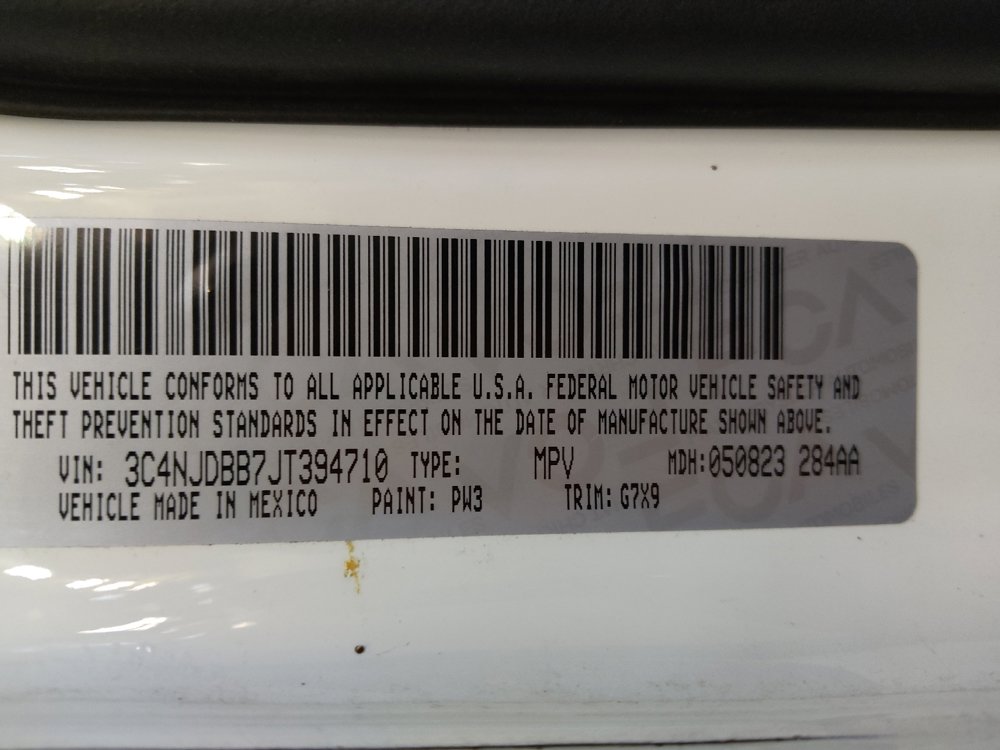 THIS VEHICLE CONFORMS TO ALL APPLICABLE U.S.A. FEDERAL MOTOR VEHICLE SAFETY AND
THEFT PREVENTION STANDARDS IN EFFECT ON THE DATE OF MANUFACTURE SHOWN ABOVE.
VIN: 3C4NJDBB7JT394710 TYPE: MPV MDH: 050823 284AA
VEHICLE MADE IN MEXICO PAINT: PW3 TRIM: G7X9